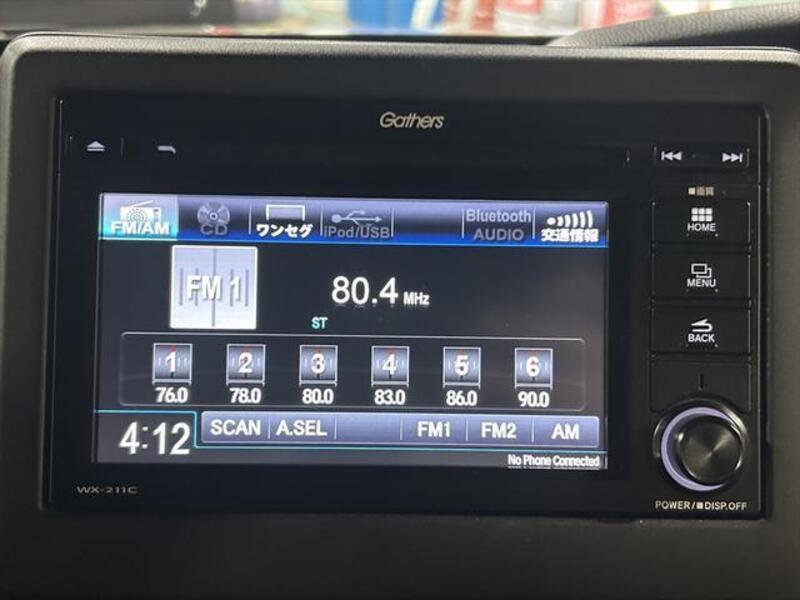 Gathers
■画質
FM/AM CD ワンセグ iPod/USB Bluetooth AUDIO 交通情報
HOME
FM 1
80.4 MHz
MENU
ST
BACK
1 2 3 4 5 6
76.0 78.0 80.0 83.0 86.0 90.0
4:12
SCAN A.SEL FM1 FM2 AM
No Phone Connected
WX-211C
POWER/■DISP.OFF